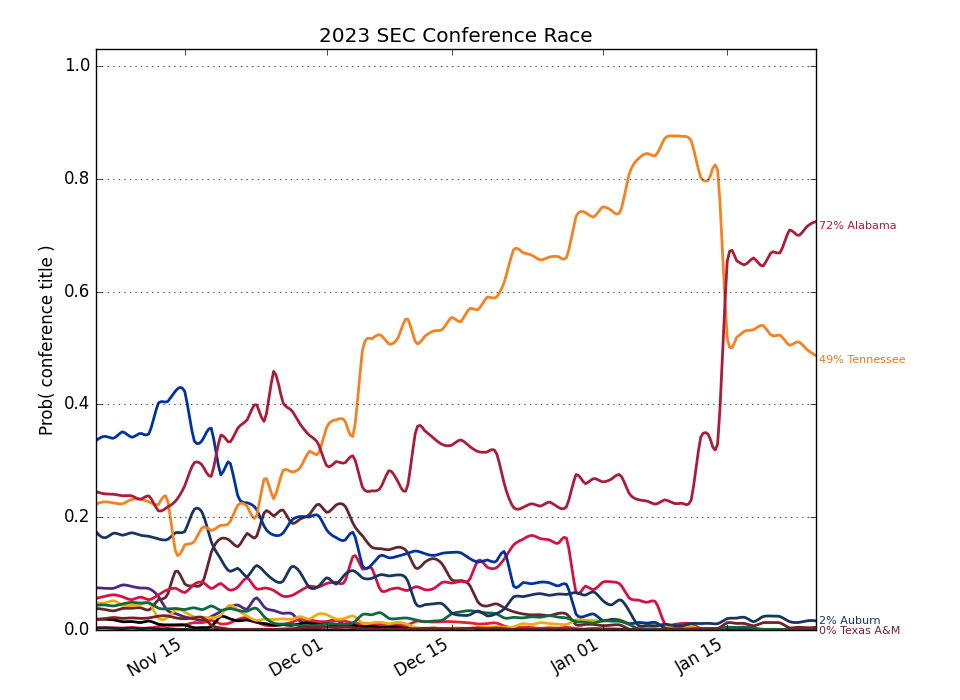 2023 SEC Conference Race
Prob( conference title )
1.0
0.8
0.6
0.4
0.2
0.0
72% Alabama
49% Tennessee
2% Auburn
0% Texas A&M
Nov 15
Dec 01
Dec 15
Jan 01
Jan 15